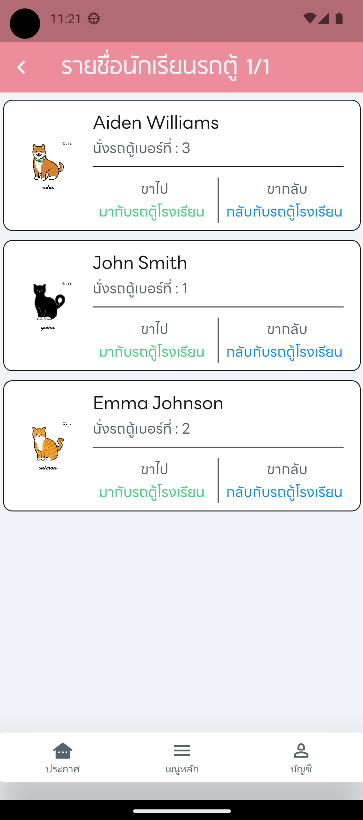 11:21
รายชื่อนักเรียนรถตู้ 1/1
Aiden Williams
นั่งรถตู้เบอร์ที่ : 3
ขาไป
ขากลับ
มากับรถตู้โรงเรียน
กลับกับรถตู้โรงเรียน
John Smith
นั่งรถตู้เบอร์ที่ : 1
ขาไป
ขากลับ
มากับรถตู้โรงเรียน
กลับกับรถตู้โรงเรียน
Emma Johnson
นั่งรถตู้เบอร์ที่ : 2
ขาไป
ขากลับ
มากับรถตู้โรงเรียน
กลับกับรถตู้โรงเรียน
ประกาศ
เมนูหลัก
บัญชี